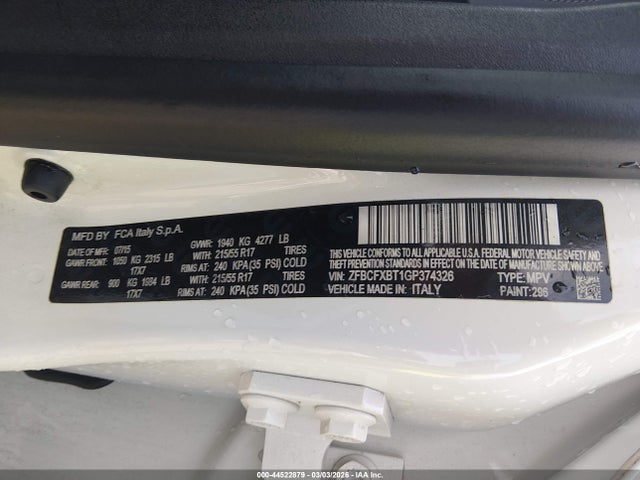 MFD BY FCA Italy S.p.A.
DATE OF MFR: 07/15 GVWR: 1940 KG 4277 LB
GAWR FRONT: 1050 KG 2315 LB WITH: 215/55 R17 TIRES
17X7 RIMS AT: 240 KPA(35 PSI) COLD
GAWR REAR: 900 KG 1984 LB WITH: 215/55 R17 TIRES
17X7 RIMS AT: 240 KPA(35 PSI) COLD
THIS VEHICLE CONFORMS TO ALL APPLICABLE U.S.A. FEDERAL MOTOR VEHICLE SAFETY
BUMPER, AND THEFT PREVENTION STANDARDS IN EFFECT ON THE DATE OF MANUFACTURE SHOWN ABOVE
VIN: ZFBCFXBT1GP374326 TYPE: MPV
VEHICLE MADE IN: ITALY PAINT: 296
000-44522879 | 03/03/2026 | IAA Inc.